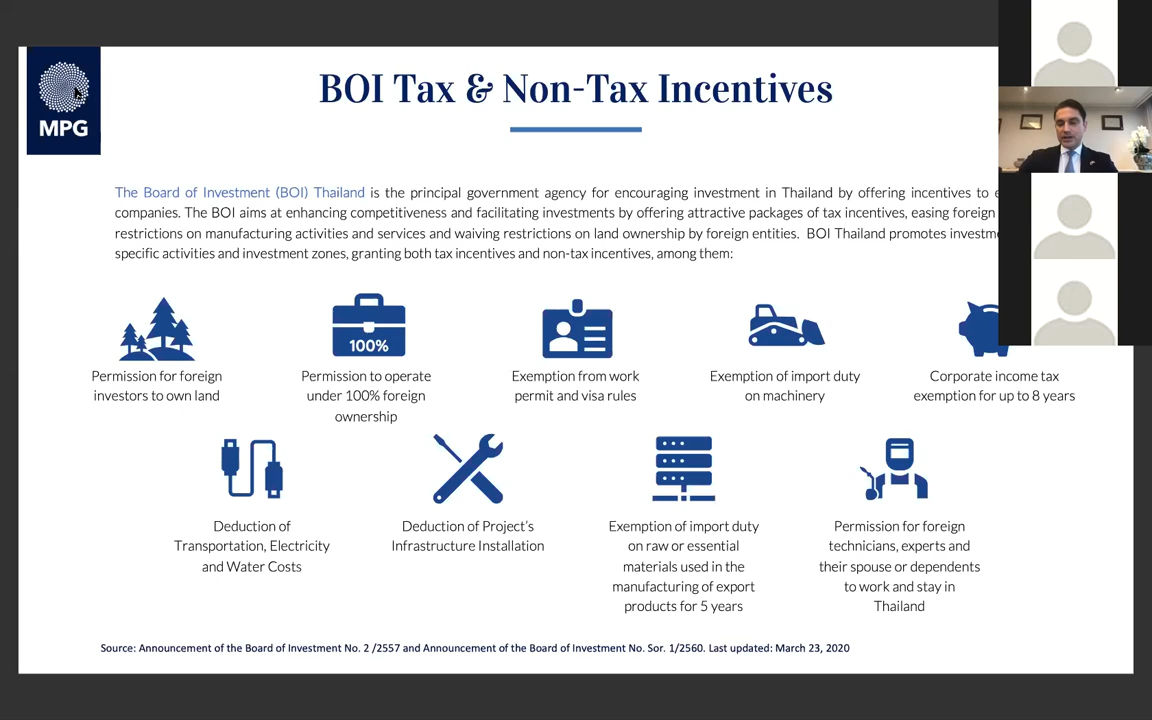 MPG
BOI Tax & Non-Tax Incentives
The Board of Investment (BOI) Thailand is the principal government agency for encouraging investment in Thailand by offering incentives to
companies. The BOI aims at enhancing competitiveness and facilitating investments by offering attractive packages of tax incentives, easing foreign
restrictions on manufacturing activities and services and waiving restrictions on land ownership by foreign entities. BOI Thailand promotes
specific activities and investment zones, granting both tax incentives and non-tax incentives, among them:
100%
Permission for foreign
investors to own land
Permission to operate
under 100% foreign
ownership
Exemption from work
permit and visa rules
Exemption of import duty
on machinery
Corporate income tax
exemption for up to 8 years
Deduction of
Transportation, Electricity
and Water Costs
Deduction of Project's
Infrastructure Installation
Exemption of import duty
on raw or essential
materials used in the
manufacturing of export
products for 5 years
Permission for foreign
technicians, experts and
their spouse or dependents
to work and stay in
Thailand
Source: Announcement of the Board of Investment No. 2 /2557 and Announcement of the Board of Investment No. Sor. 1/2560. Last updated: March 23, 2020